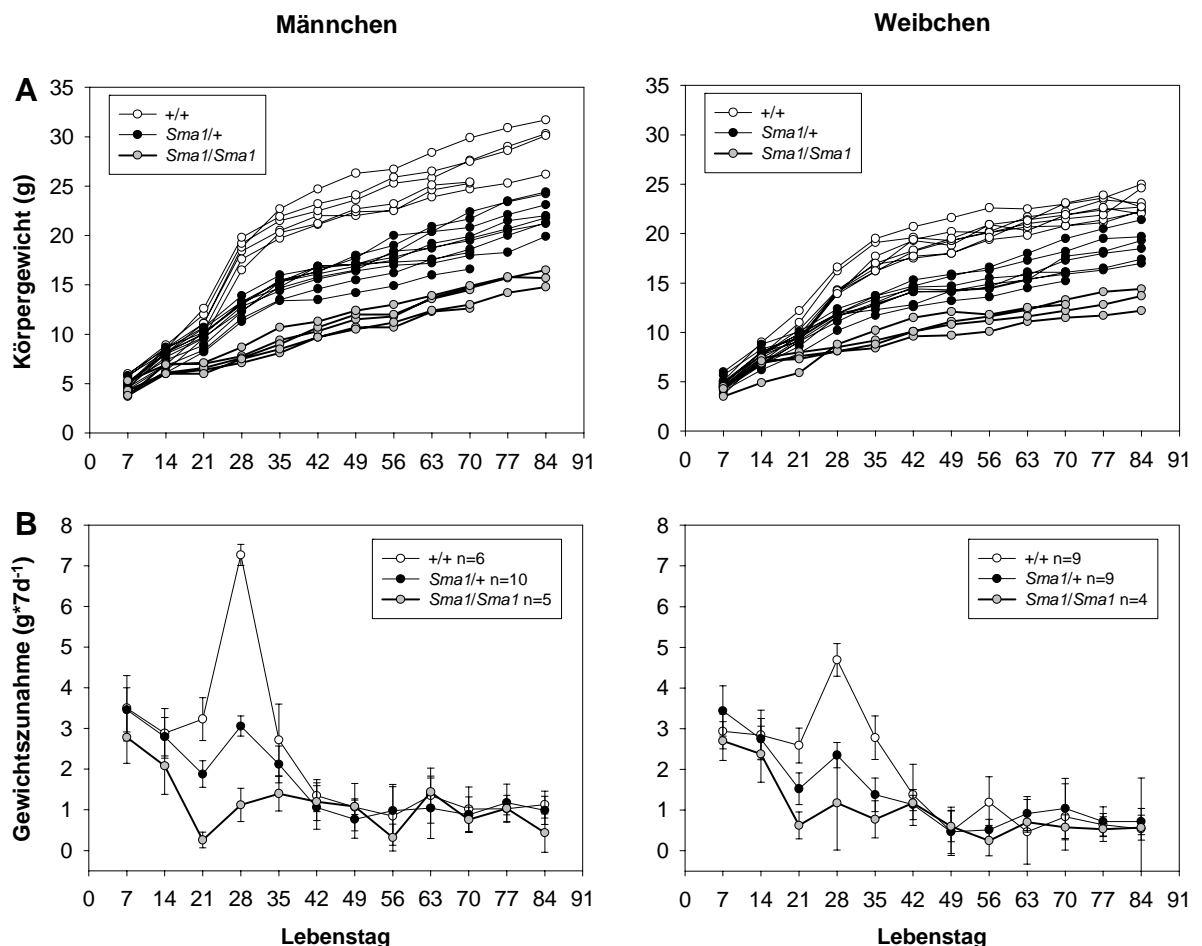 Männchen
Weibchen
A
Körpergewicht (g)
35
30
25
20
15
10
5
0
+/+
Sma1/+
Sma1/Sma1
0 7 14 21 28 35 42 49 56 63 70 77 84 91
35
30
25
20
15
10
5
0
+/+
Sma1/+
Sma1/Sma1
0 7 14 21 28 35 42 49 56 63 70 77 84 91
B
Gewichtszunahme (g*7d-1)
8
7
6
5
4
3
2
1
0
+/+ n=6
Sma1/+ n=10
Sma1/Sma1 n=5
0 7 14 21 28 35 42 49 56 63 70 77 84 91
Lebenstag
8
7
6
5
4
3
2
1
0
+/+ n=9
Sma1/+ n=9
Sma1/Sma1 n=4
0 7 14 21 28 35 42 49 56 63 70 77 84 91
Lebenstag